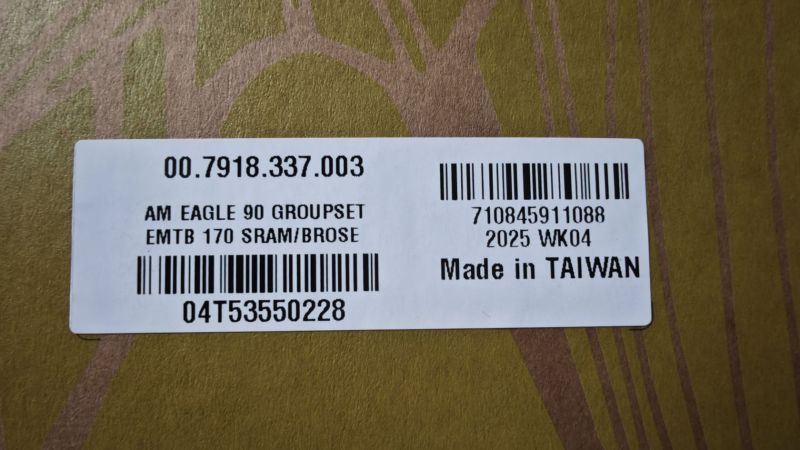 00.7918.337.003
AM EAGLE 90 GROUPSET
EMTB 170 SRAM/BROSE
04T53550228
710845911088
2025 WK04
Made in TAIWAN